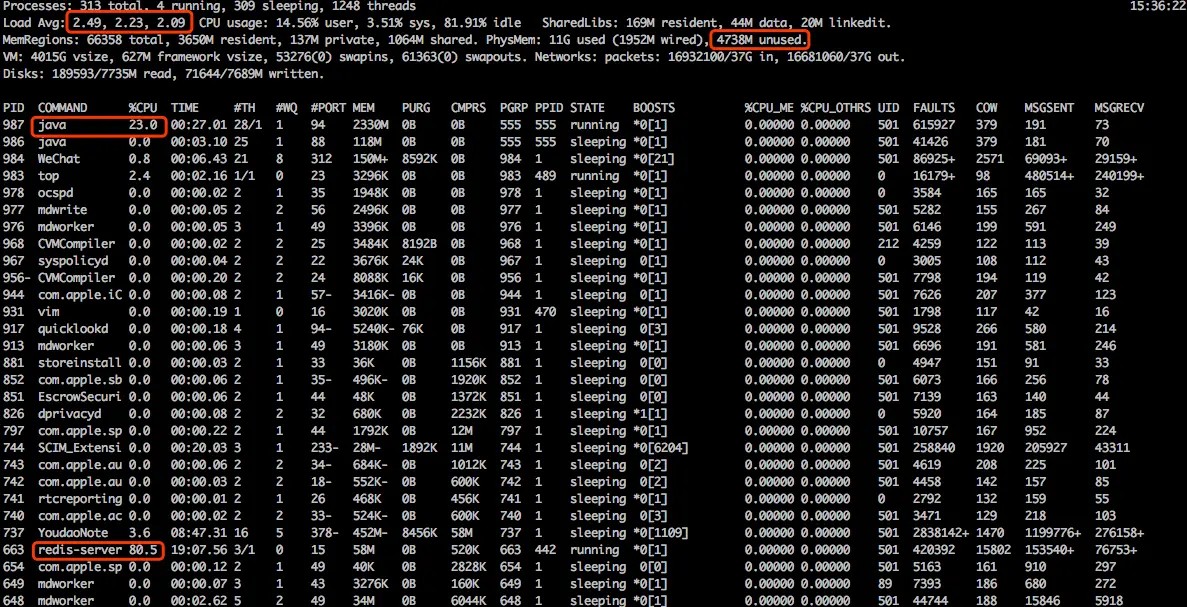 Processes: 313 total, 4 running, 309 sleeping, 1248 threads 15:36:22
Load Avg: 2.49, 2.23, 2.09 CPU usage: 14.56% user, 3.51% sys, 81.91% idle SharedLibs: 169M resident, 44M data, 20M linkedit.
MemRegions: 66358 total, 3650M resident, 137M private, 1064M shared. PhysMem: 11G used (1952M wired), 4738M unused.
VM: 4015G vsize, 627M framework vsize, 53276(0) swapins, 61363(0) swapouts. Networks: packets: 16932100/37G in, 16681060/37G out.
Disks: 189593/7735M read, 71644/7689M written.
PID COMMAND %CPU TIME #TH #WQ #PORT MEM PURG CMPRS PGRP PPID STATE BOOSTS %CPU_ME %CPU_OTHRS UID FAULTS COW MSGSENT MSGRECV
987 java 23.0 00:27.01 28/1 1 94 2330M 0B 0B 555 555 running *0[1] 0.00000 0.00000 501 615927 379 191 73
986 java 0.0 00:03.10 25 1 88 118M 0B 0B 555 555 sleeping *0[1] 0.00000 0.00000 501 41426 379 181 70
984 WeChat 0.8 00:06.43 21 8 312 150M+ 8592K 0B 984 1 sleeping *0[21] 0.00000 0.00000 501 86925+ 2571 69093+ 29159+
983 top 2.4 00:02.16 1/1 0 23 3296K 0B 0B 983 489 running *0[1] 0.00000 0.00000 0 16179+ 98 480514+ 240199+
978 ocspd 0.0 00:00.02 2 1 35 1948K 0B 0B 978 1 sleeping *0[1] 0.00000 0.00000 0 3584 165 165 32
977 mdwrite 0.0 00:00.05 2 2 56 2496K 0B 0B 977 1 sleeping *0[1] 0.00000 0.00000 501 5282 155 267 84
976 mdworker 0.0 00:00.05 3 1 49 3396K 0B 0B 976 1 sleeping *0[1] 0.00000 0.00000 501 6146 199 591 249
968 CVMCompiler 0.0 00:00.02 2 2 25 3484K 8192B 0B 968 1 sleeping *0[1] 0.00000 0.00000 212 4259 122 113 39
967 syspolicyd 0.0 00:00.04 2 2 22 3676K 24K 0B 967 1 sleeping 0[1] 0.00000 0.00000 0 3005 108 112 43
956- CVMCompiler 0.0 00:00.20 2 2 24 8088K 16K 0B 956 1 sleeping *0[1] 0.00000 0.00000 501 7798 194 119 42
944 com.apple.iC 0.0 00:00.08 2 1 57- 3416K- 0B 0B 944 1 sleeping 0[1] 0.00000 0.00000 501 7626 207 377 123
931 vim 0.0 00:00.19 1 0 16 3020K 0B 0B 931 470 sleeping *0[1] 0.00000 0.00000 501 1798 117 42 16
917 quicklookd 0.0 00:00.18 4 1 94- 5240K- 76K 0B 917 1 sleeping 0[3] 0.00000 0.00000 501 9528 266 580 214
913 mdworker 0.0 00:00.06 3 1 49 3180K 0B 0B 913 1 sleeping *0[1] 0.00000 0.00000 501 6696 191 581 246
881 storeinstall 0.0 00:00.03 2 1 33 36K 0B 1156K 881 1 sleeping 0[0] 0.00000 0.00000 0 4947 151 91 33
852 com.apple.sb 0.0 00:00.06 2 1 35- 496K- 0B 1920K 852 1 sleeping 0[1] 0.00000 0.00000 501 6073 166 256 78
851 EscrowSecuri 0.0 00:00.06 2 1 44 48K 0B 1372K 851 1 sleeping 0[0] 0.00000 0.00000 501 7139 163 140 44
826 dprivacyd 0.0 00:00.08 2 2 32 680K 0B 2232K 826 1 sleeping *1[1] 0.00000 0.00000 0 5920 164 185 87
797 com.apple.sp 0.0 00:00.22 2 1 44 1792K 0B 12M 797 1 sleeping *0[1] 0.00000 0.00000 501 10757 167 952 224
744 SCIM_Extensi 0.0 00:20.03 3 1 233- 28M- 1892K 11M 744 1 sleeping *0[6204] 0.00000 0.00000 501 258840 1920 205927 43311
743 com.apple.au 0.0 00:00.06 2 2 34- 684K- 0B 1012K 743 1 sleeping 0[2] 0.00000 0.00000 501 4619 208 225 101
742 com.apple.au 0.0 00:00.03 2 2 18- 552K- 0B 600K 742 1 sleeping 0[2] 0.00000 0.00000 501 4458 142 157 85
741 rtcreporting 0.0 00:00.01 2 1 26 468K 0B 456K 741 1 sleeping *0[1] 0.00000 0.00000 0 2792 132 159 55
740 com.apple.ac 0.0 00:00.02 2 2 33- 524K- 0B 600K 740 1 sleeping 0[3] 0.00000 0.00000 501 3471 129 218 103
737 YoudaoNote 3.6 08:47.31 16 5 378- 452M- 8456K 58M 737 1 sleeping *0[1109] 0.00000 0.00000 501 2838142+ 1470 1199776+ 276158+
663 redis-server 80.5 19:07.56 3/1 0 15 58M 0B 520K 663 442 running *0[1] 0.00000 0.00000 501 420392 15802 153540+ 76753+
654 com.apple.sp 0.0 00:00.12 2 1 49 40K 0B 2828K 654 1 sleeping 0[0] 0.00000 0.00000 501 5163 161 910 297
649 mdworker 0.0 00:00.07 3 1 43 3276K 0B 160K 649 1 sleeping *0[1] 0.00000 0.00000 89 7393 186 680 272
648 mdworker 0.0 00:02.62 5 2 49 34M 0B 6044K 648 1 sleeping *0[1] 0.00000 0.00000 501 44744 188 15846 5918